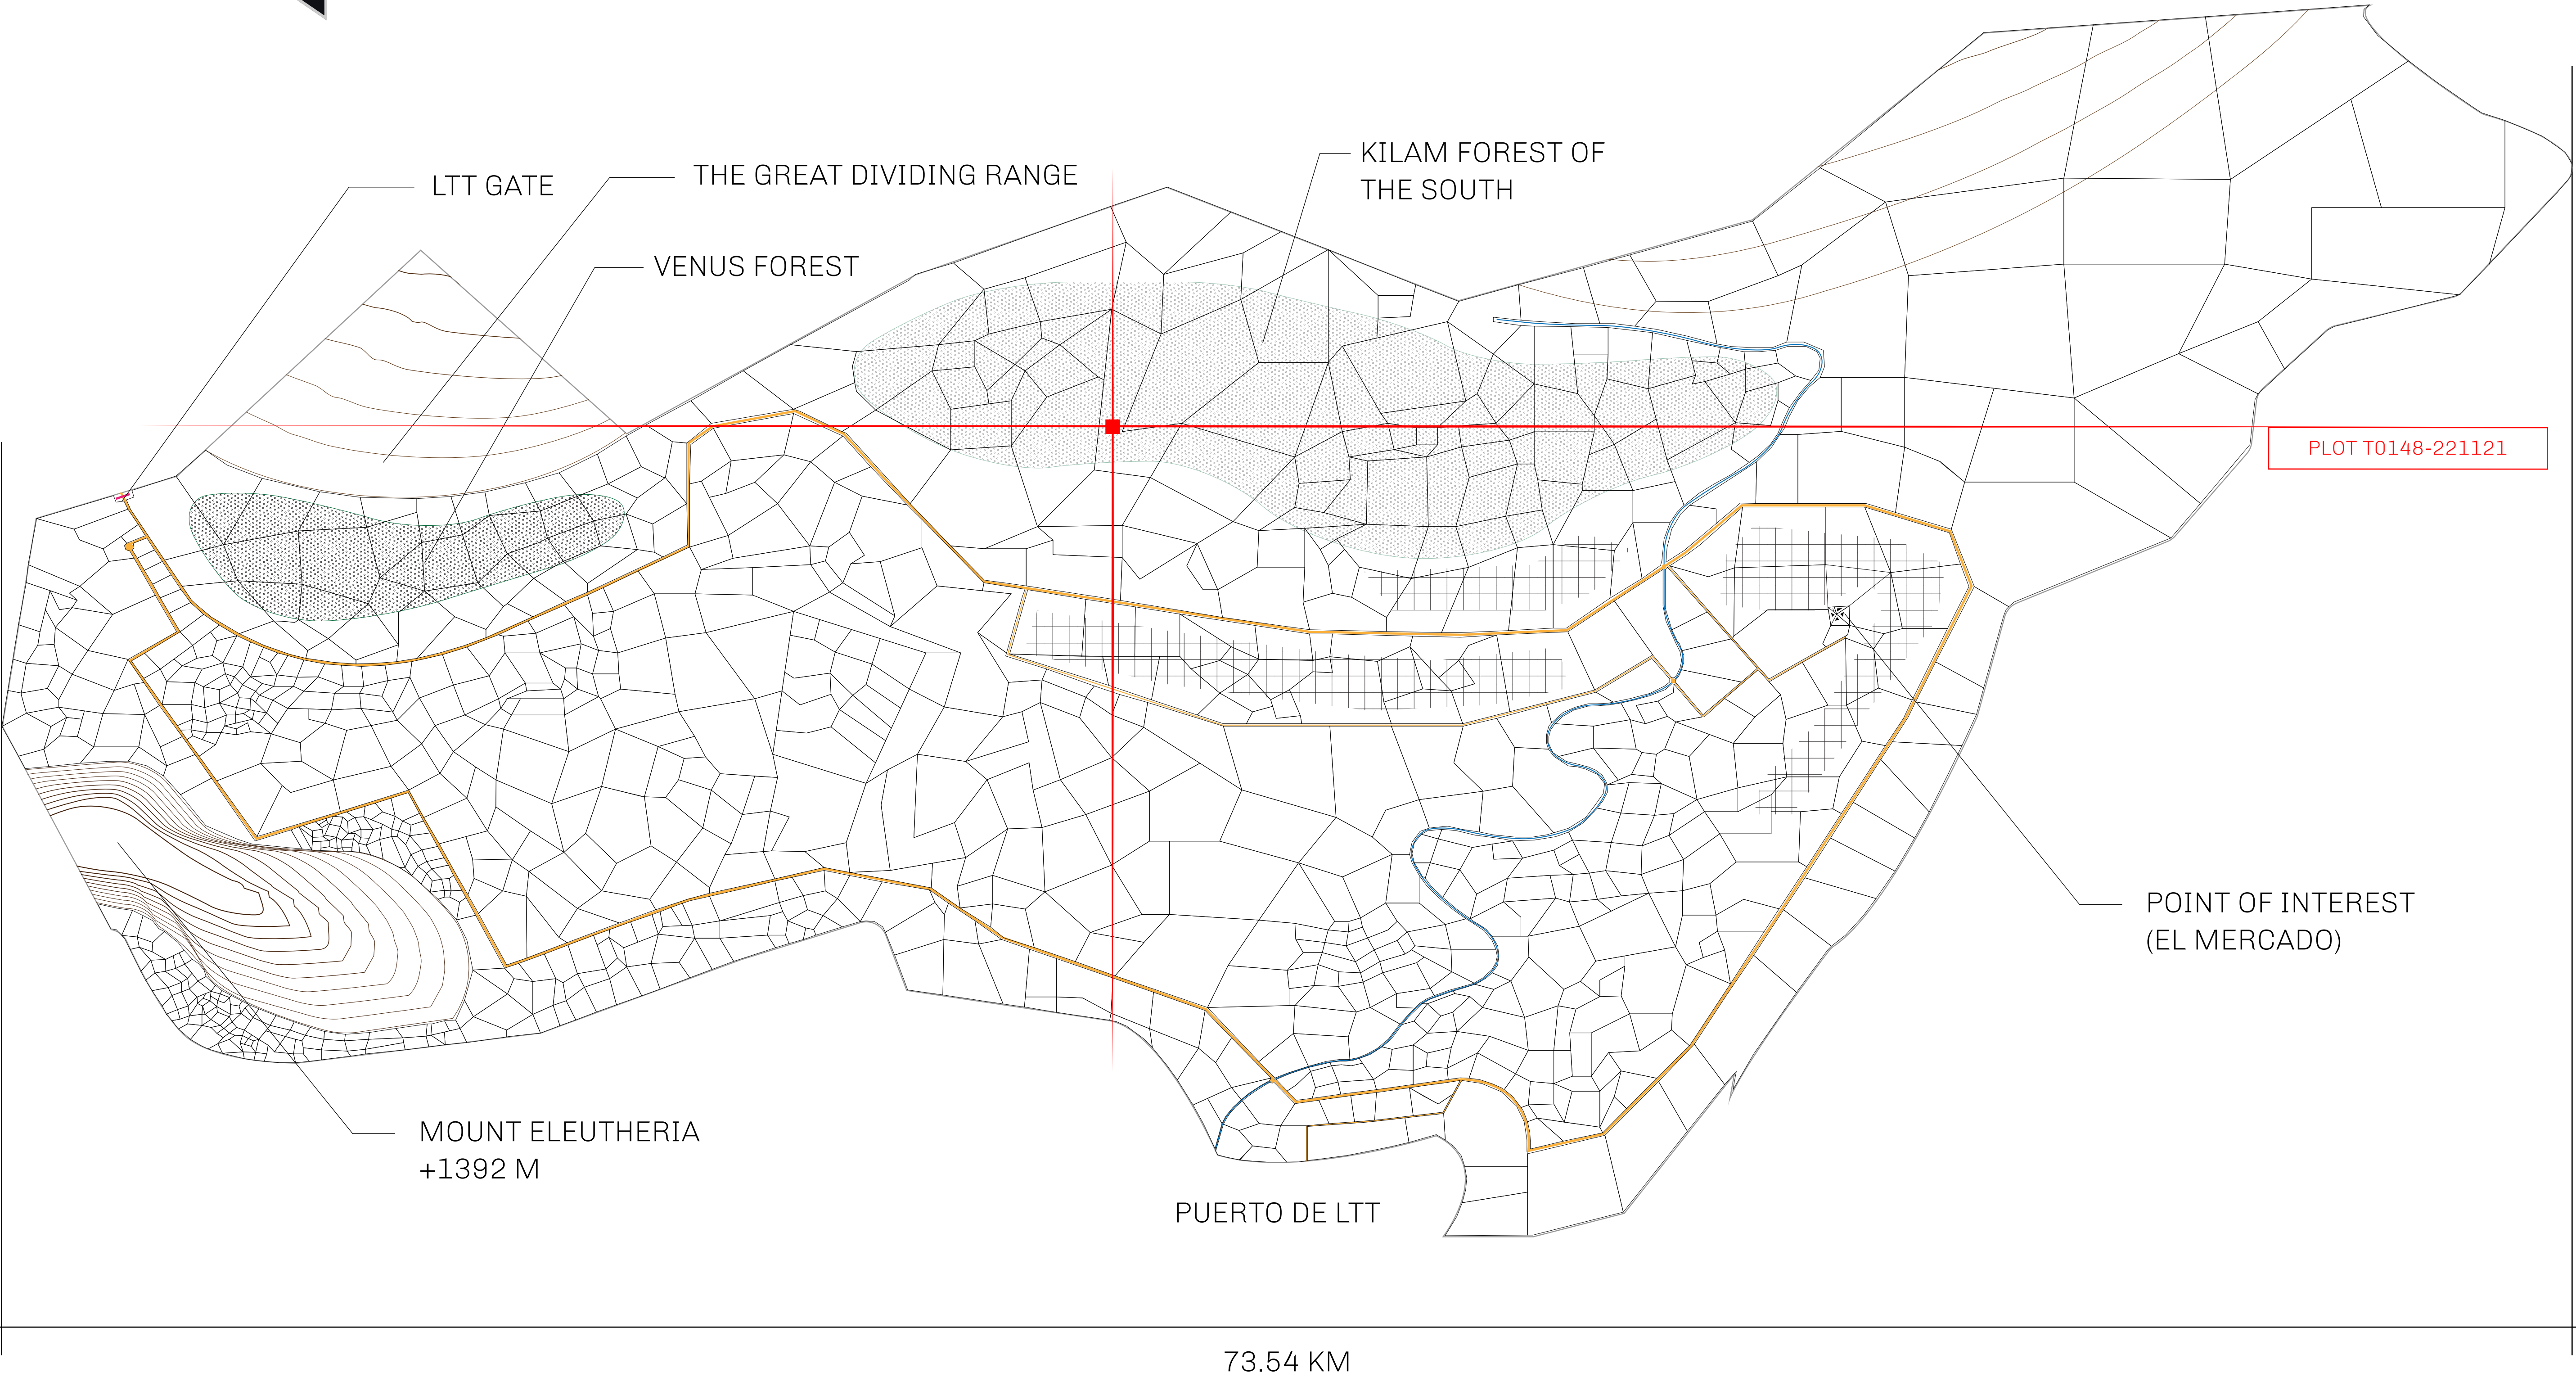 KILAM FOREST OF
THE SOUTH
THE GREAT DIVIDING RANGE
LTT GATE
VENUS FOREST
PLOT T0148-221121
POINT OF INTEREST
(EL MERCADO)
MOUNT ELEUTHERIA
+1392 M
PUERTO DE LTT
73.54 KM